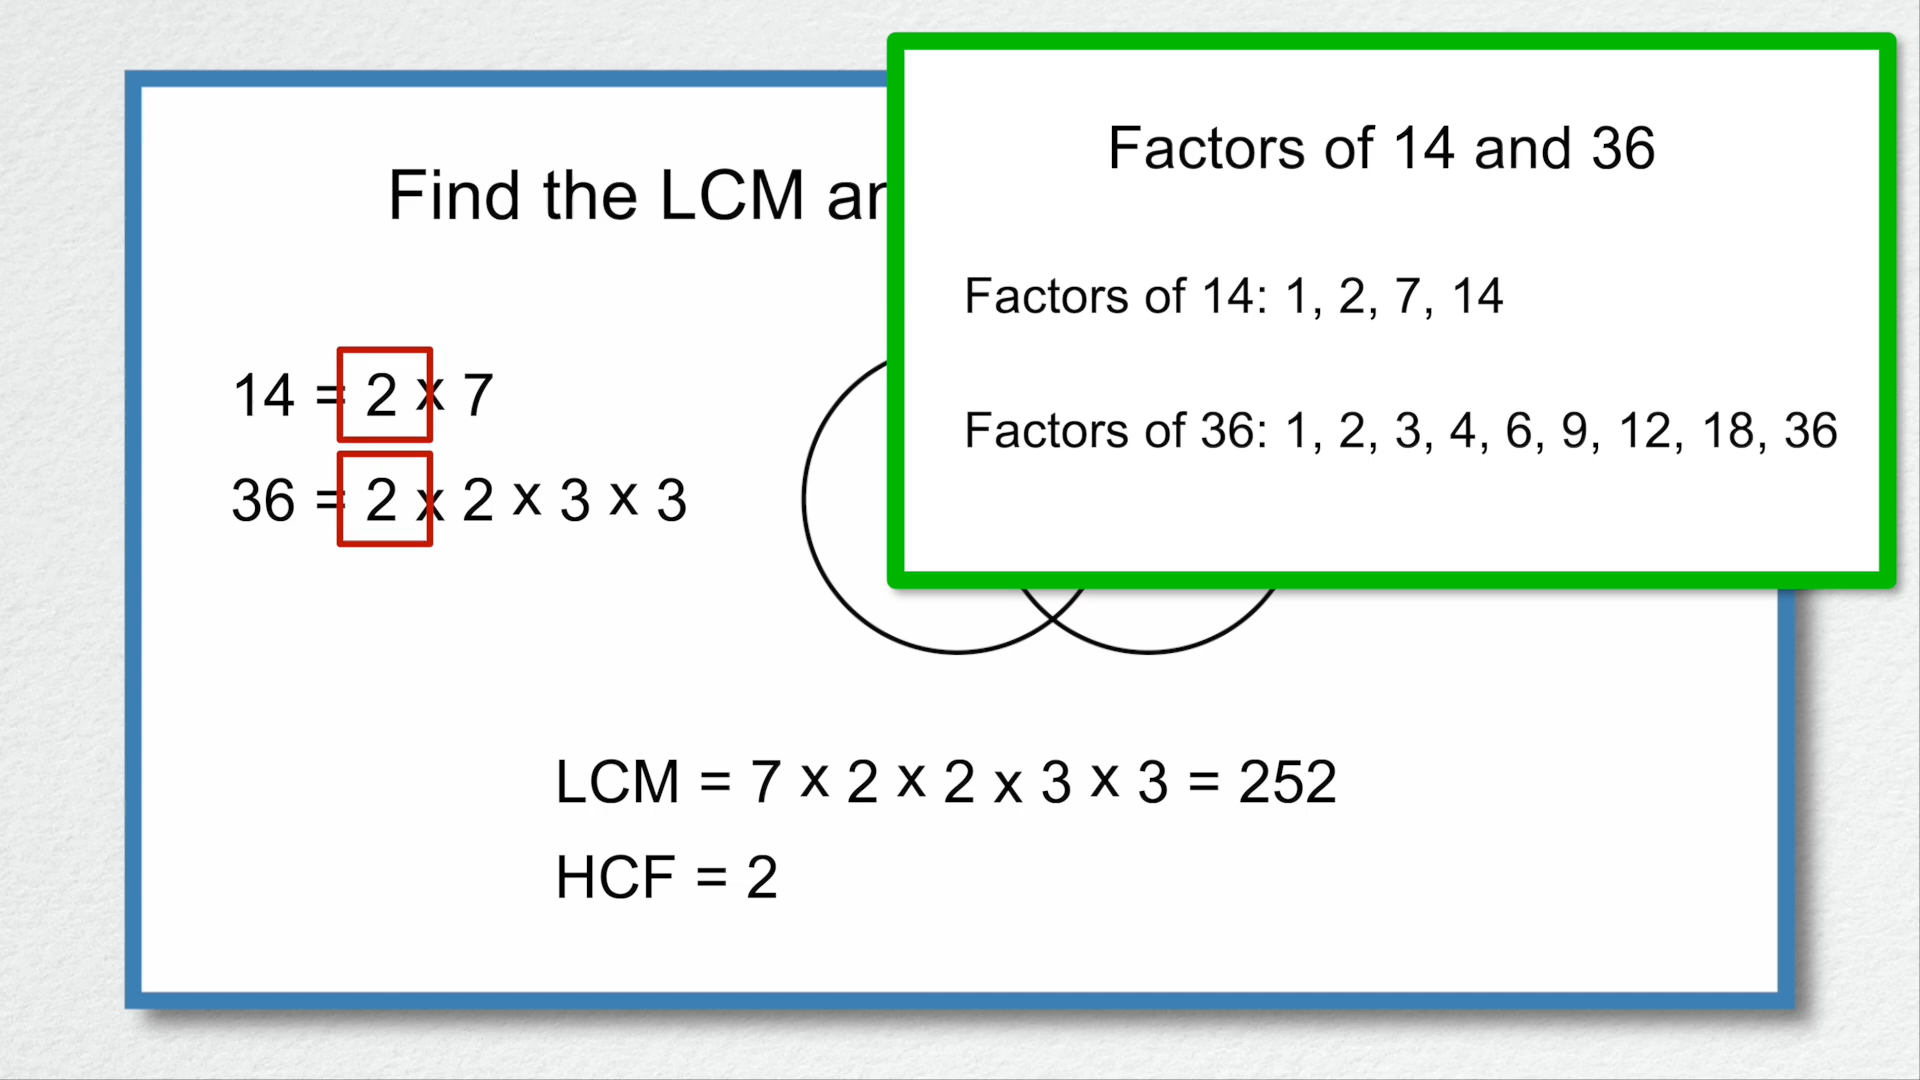 Find the LCM
Factors of 14 and 36
Factors of 14: 1, 2, 7, 14
Factors of 36: 1, 2, 3, 4, 6, 9, 12, 18, 36
14 = 2 x 7
36 = 2 x 2 x 3 x 3
LCM = 7 x 2 x 2 x 3 x 3 = 252
HCF = 2